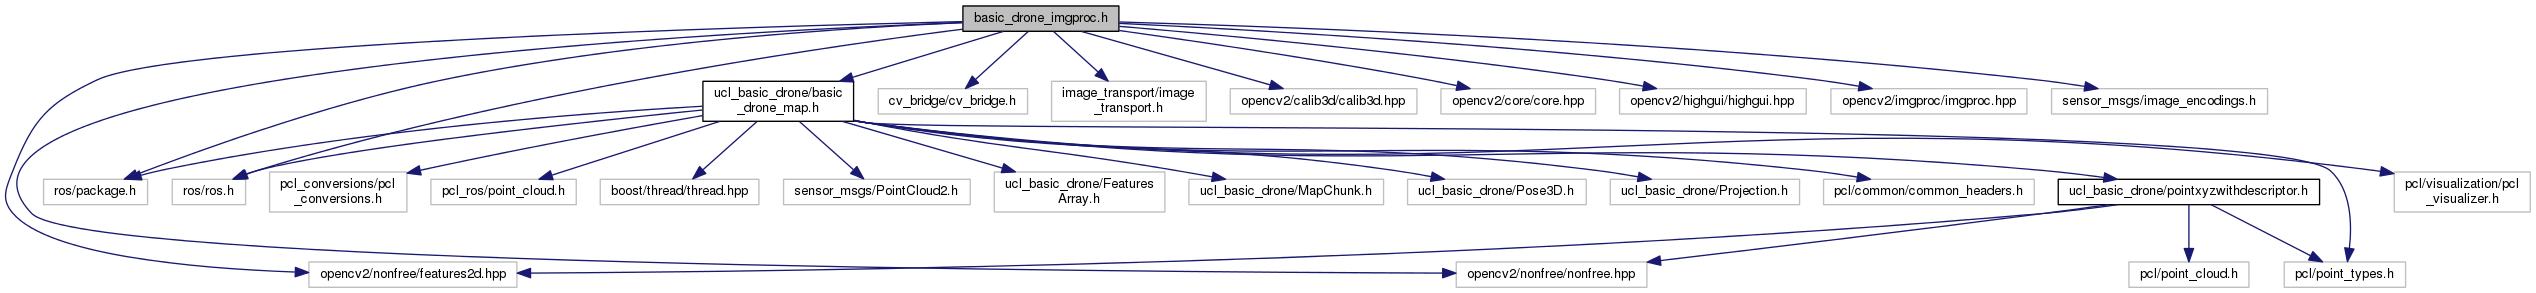 basic_drone_imgproc.h
ucl_basic_drone/basic
_drone_map.h
cv_bridge/cv_bridge.h
image_transport/image
_transport.h
opencv2/calib3d/calib3d.hpp
opencv2/core/core.hpp
opencv2/highgui/highgui.hpp
opencv2/imgproc/imgproc.hpp
sensor_msgs/image_encodings.h
ros/package.h
ros/ros.h
pcl_conversions/pcl
_conversions.h
pcl_ros/point_cloud.h
boost/thread/thread.hpp
sensor_msgs/PointCloud2.h
ucl_basic_drone/Features
Array.h
ucl_basic_drone/MapChunk.h
ucl_basic_drone/Pose3D.h
ucl_basic_drone/Projection.h
pcl/common/common_headers.h
ucl_basic_drone/pointxyzwithdescriptor.h
pcl/visualization/pcl
_visualizer.h
opencv2/nonfree/features2d.hpp
opencv2/nonfree/nonfree.hpp
pcl/point_cloud.h
pcl/point_types.h